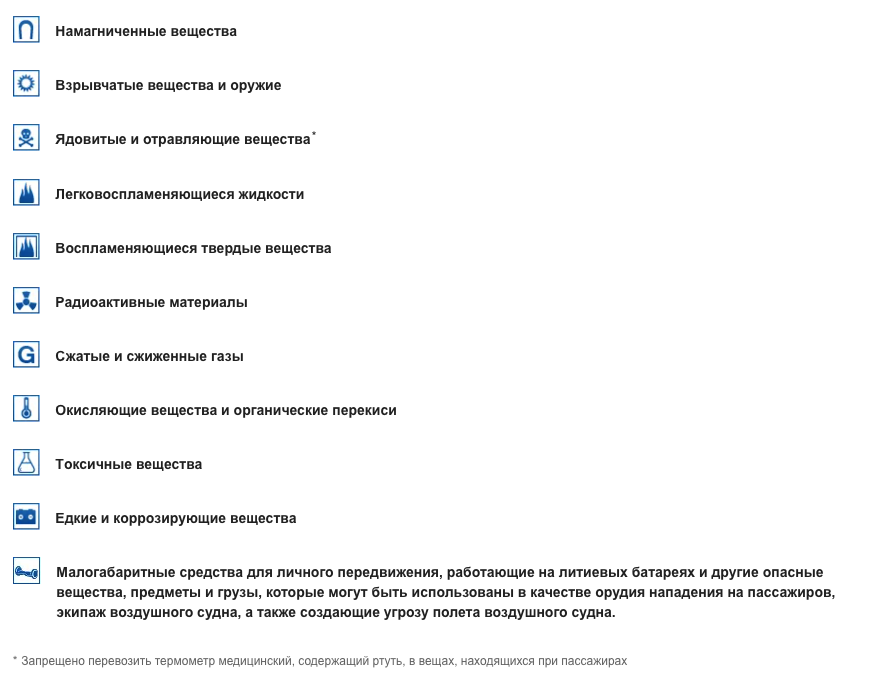 Намагниченные вещества
Взрывчатые вещества и оружие
Ядовитые и отравляющие вещества*
Легковоспламеняющиеся жидкости
Воспламеняющиеся твердые вещества
Радиоактивные материалы
G
Сжатые и сжиженные газы
Окисляющие вещества и органические перекиси
Токсичные вещества
Едкие и коррозирующие вещества
Малогабаритные средства для личного передвижения, работающие на литиевых батареях и другие опасные
вещества, предметы и грузы, которые могут быть использованы в качестве орудия нападения на пассажиров,
экипаж воздушного судна, а также создающие угрозу полета воздушного судна.
* Запрещено перевозить термометр медицинский, содержащий ртуть, в вещах, находящихся при пассажирах